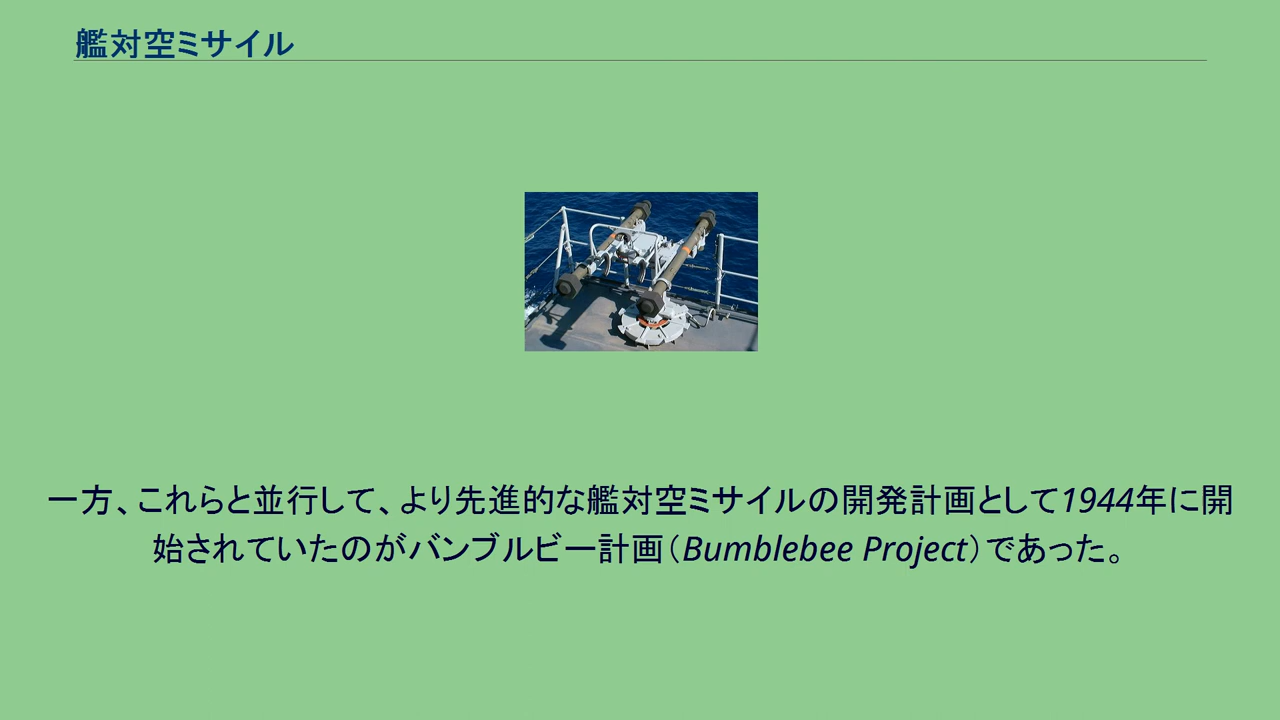 艦対空ミサイル
一方、これらと並行して、より先進的な艦対空ミサイルの開発計画として1944年に開
始されていたのがバンブルビー計画（Bumblebee Project）であった。